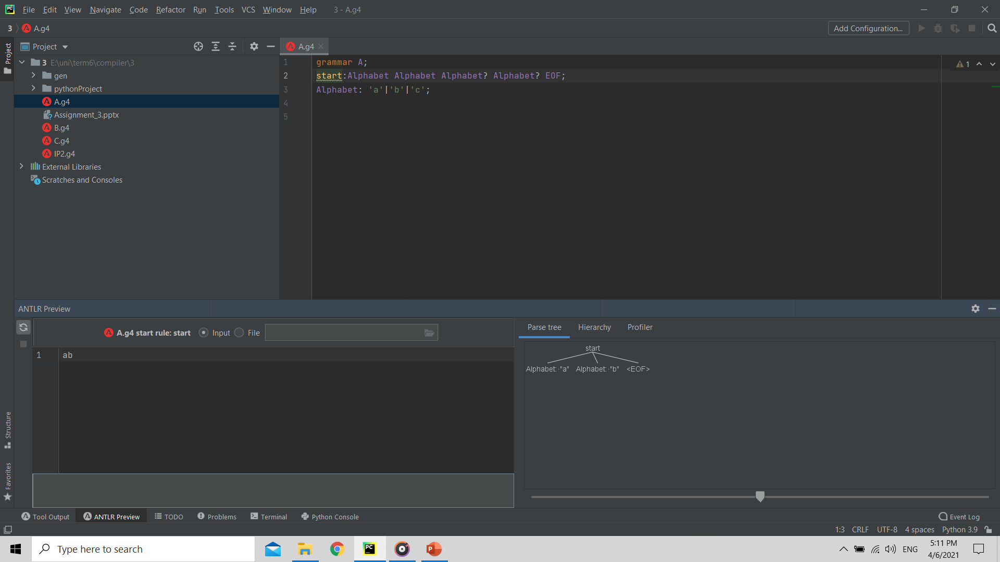 PC File Edit View Navigate Code Refactor Run Tools VCS Window Help 3 - A.g4
3 A.g4 Add Configuration...
Project
Project
3 E:\uni\term6\compiler\3
gen
pythonProject
A.g4
Assignment_3.pptx
B.g4
C.g4
IP2.g4
External Libraries
Scratches and Consoles
A.g4
1 grammar A;
2 start:Alphabet Alphabet Alphabet? Alphabet? EOF;
3 Alphabet: 'a'|'b'|'c';
4
5
1
ANTLR Preview
A.g4 start rule: start Input File
1 ab
Parse tree Hierarchy Profiler
start
Alphabet:·"a" Alphabet:·"b" <EOF>
Structure
Favorites
Tool Output ANTLR Preview TODO Problems Terminal Python Console Event Log
1:3 CRLF UTF-8 4 spaces Python 3.9
Type here to search
PC
P
ENG
5:11 PM
4/6/2021